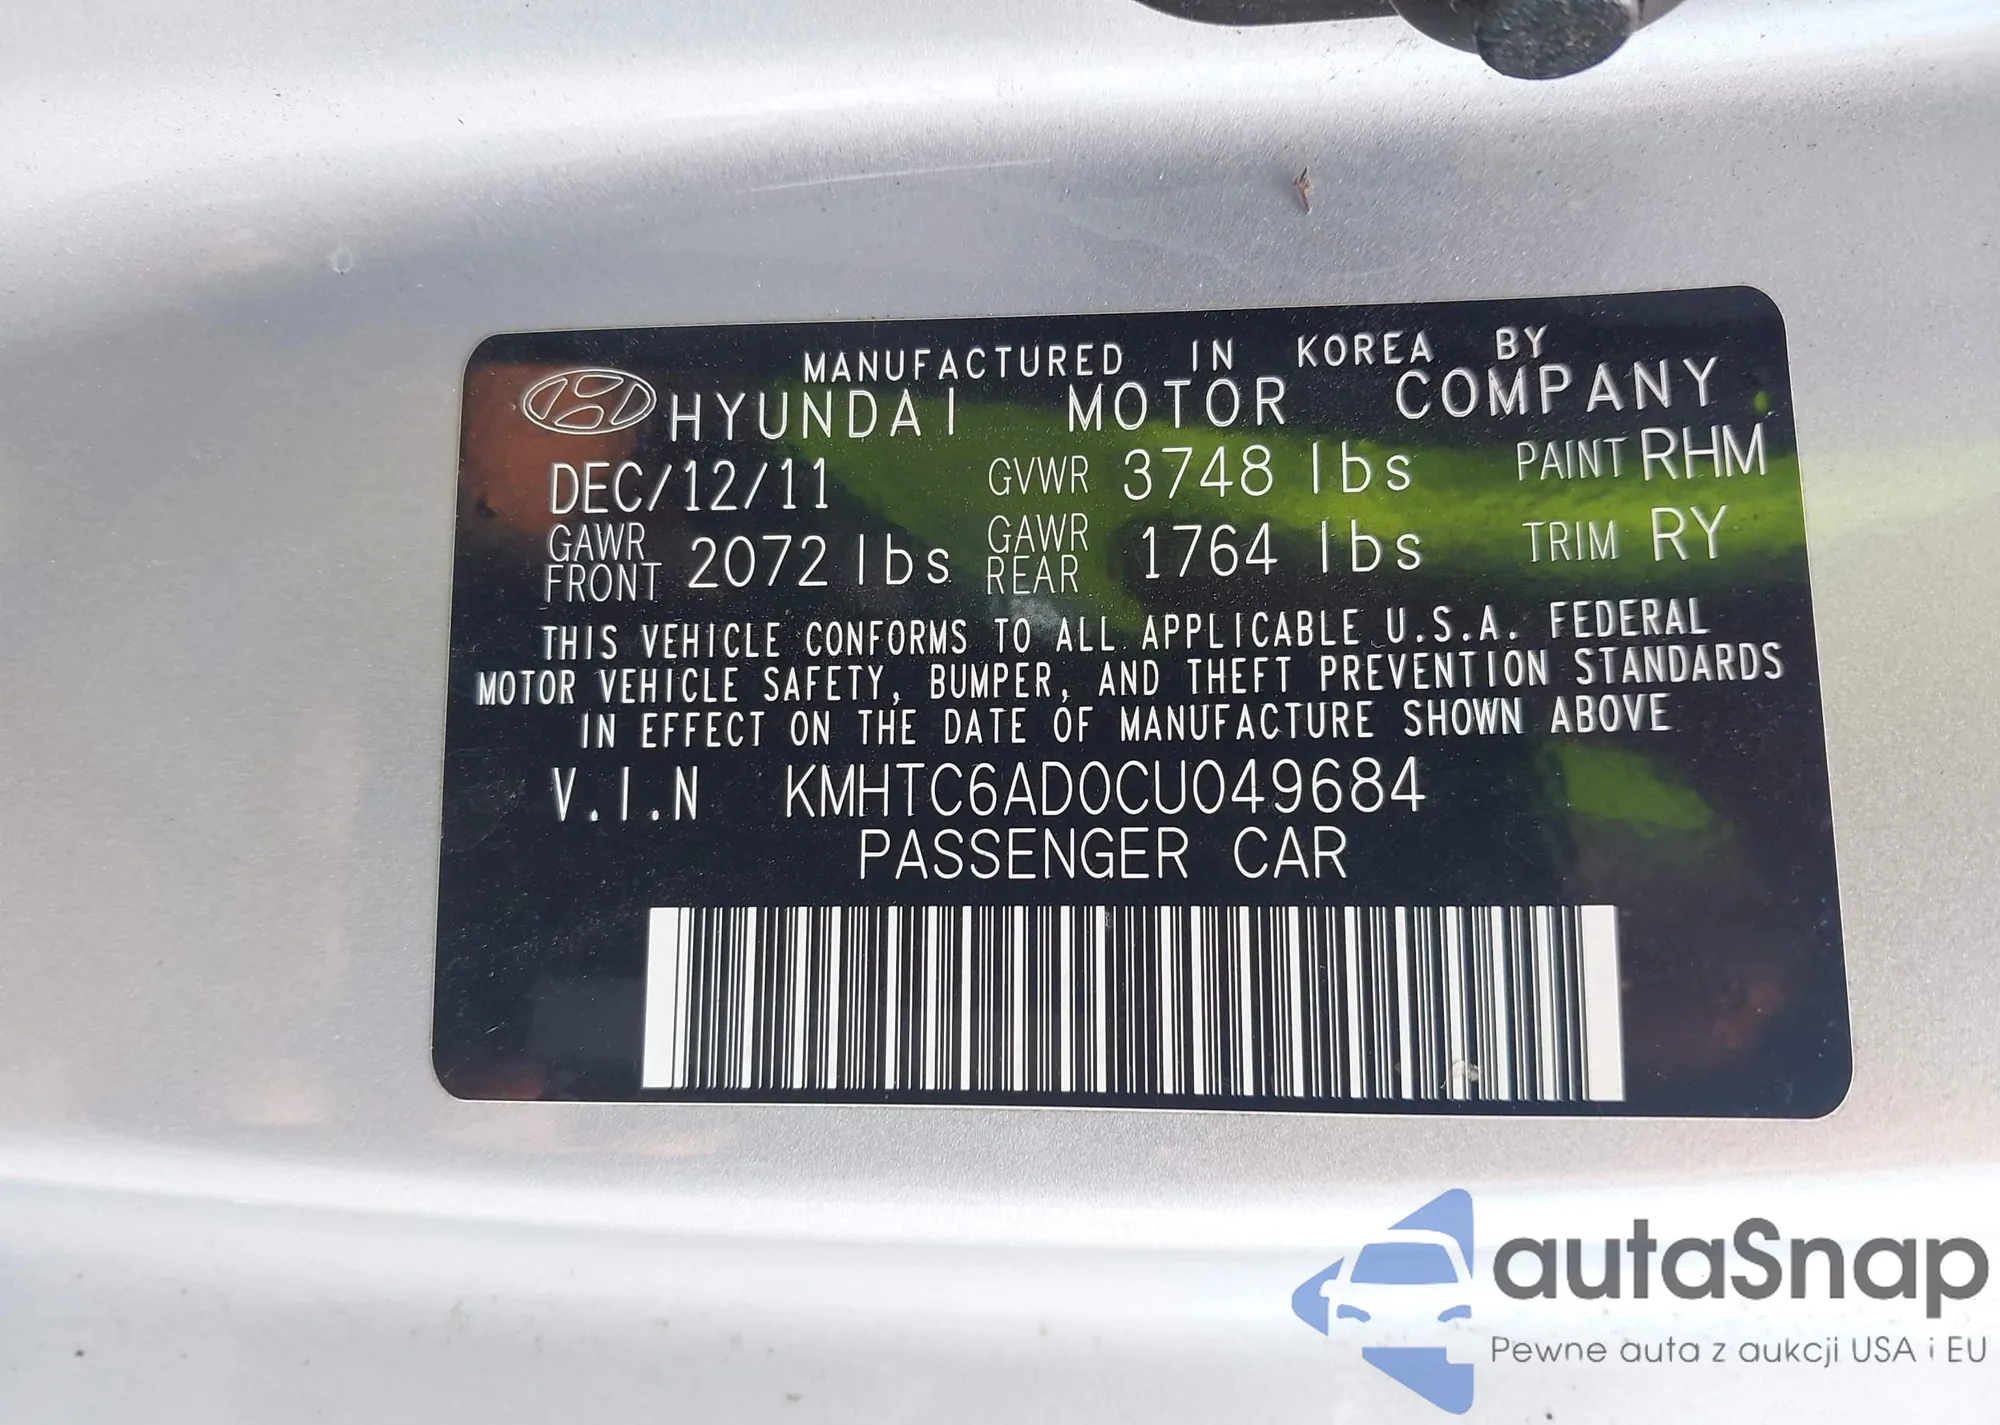 MANUFACTURED IN KOREA BY
HYUNDAI MOTOR COMPANY
DEC/12/11 GVWR 3748 lbs PAINT RHM
GAWR FRONT 2072 lbs GAWR REAR 1764 lbs TRIM RY
THIS VEHICLE CONFORMS TO ALL APPLICABLE U.S.A. FEDERAL
MOTOR VEHICLE SAFETY, BUMPER, AND THEFT PREVENTION STANDARDS
IN EFFECT ON THE DATE OF MANUFACTURE SHOWN ABOVE
V.I.N KMHTC6AD0CU049684
PASSENGER CAR
autaSnap
Pewne auta z aukcji USA i EU